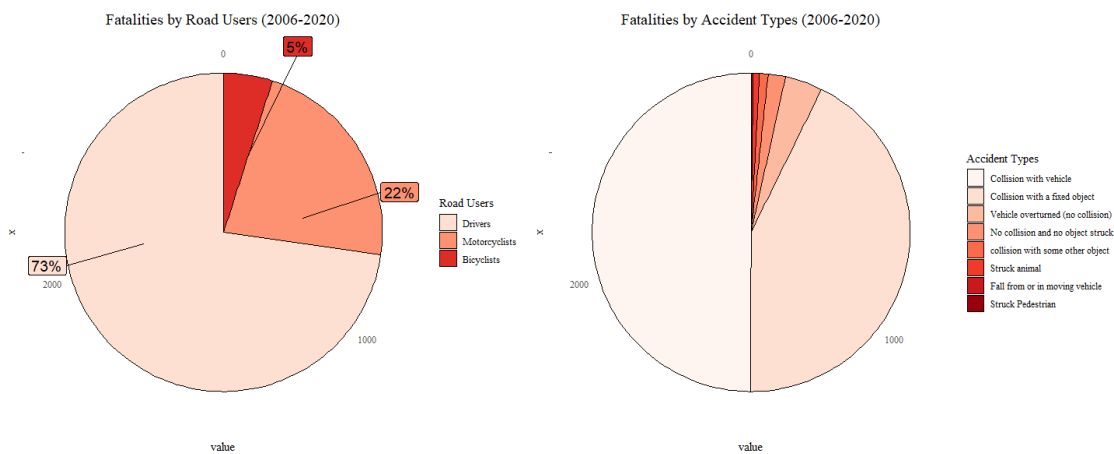 Fatalities by Road Users (2006-2020)
0
5%
22%
73%
2000
1000
-
x
value
Road Users
Drivers
Motorcyclists
Bicyclists
Fatalities by Accident Types (2006-2020)
0
2000
1000
-
x
value
Accident Types
Collision with vehicle
Collision with a fixed object
Vehicle overturned (no collision)
No collision and no object struck
collision with some other object
Struck animal
Fall from or in moving vehicle
Struck Pedestrian